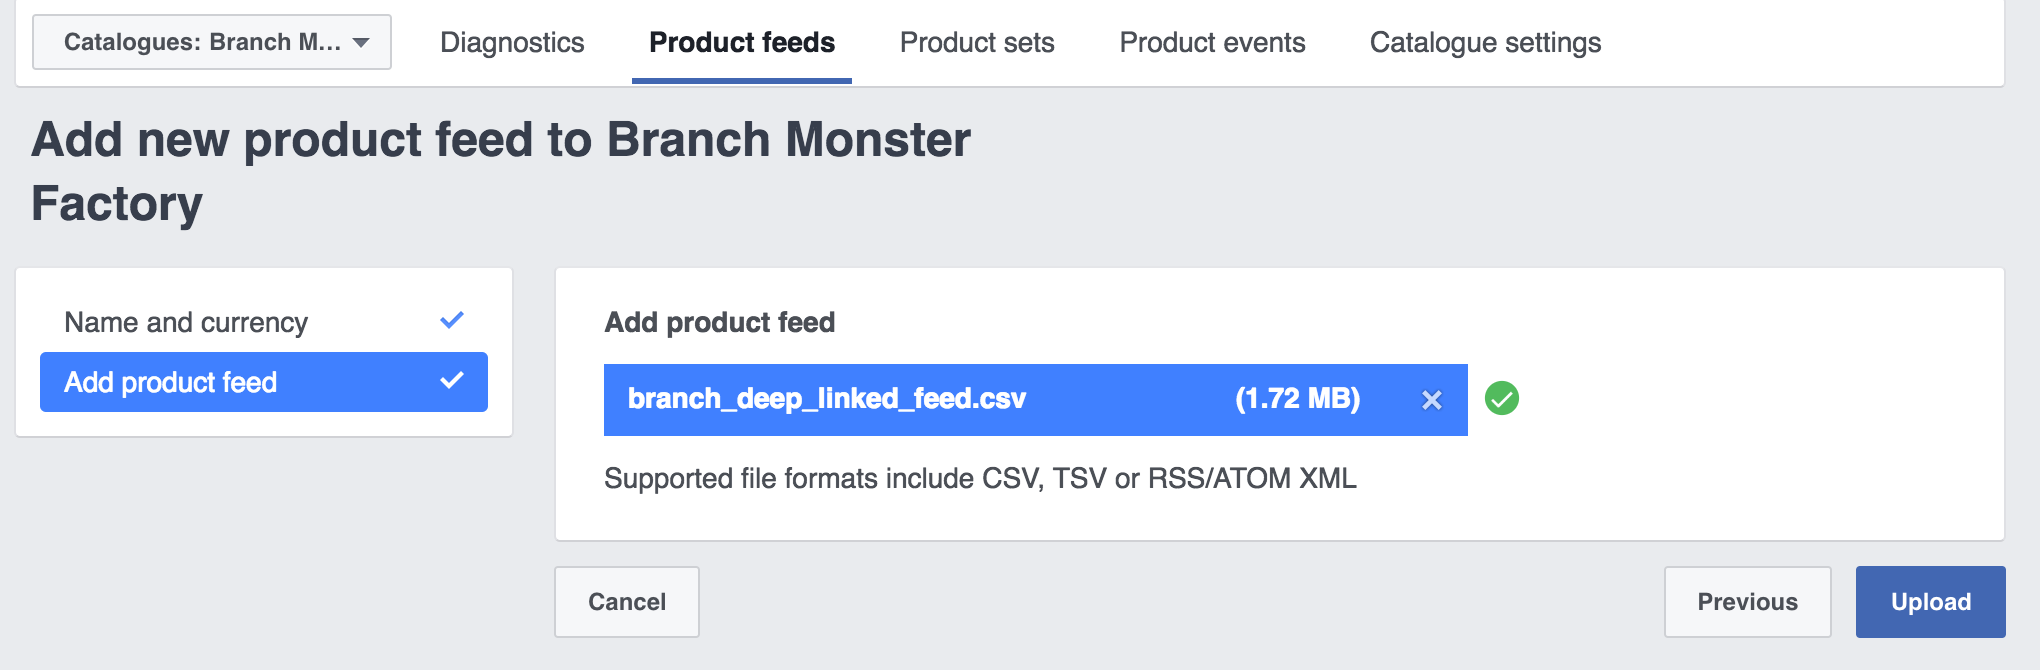 Catalogues: Branch M...
Diagnostics
Product feeds
Product sets
Product events
Catalogue settings
Add new product feed to Branch Monster
Factory
Name and currency
Add product feed
Add product feed
branch_deep_linked_feed.csv (1.72 MB)
Supported file formats include CSV, TSV or RSS/ATOM XML
Cancel
Previous
Upload